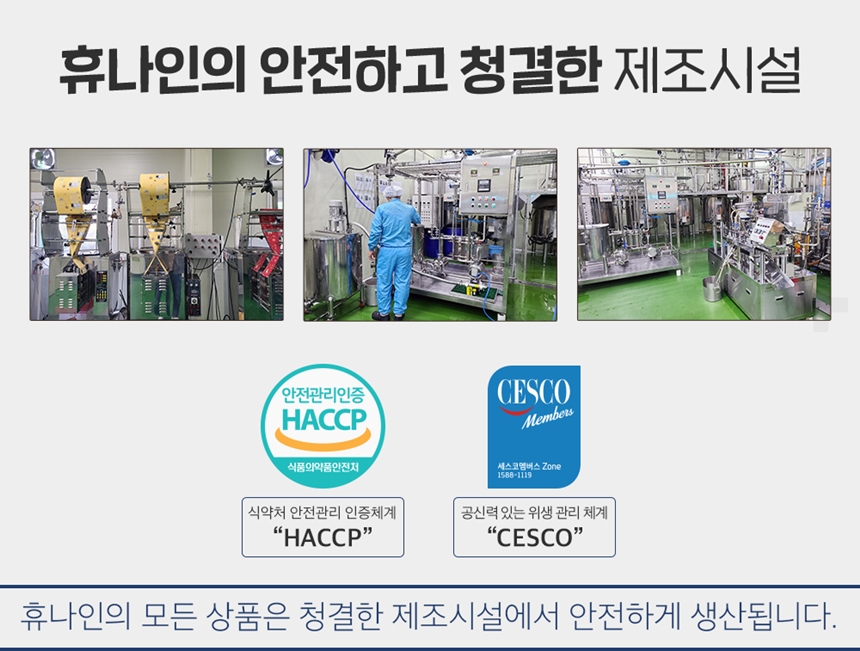 휴나인의 안전하고 청결한 제조시설
안전관리인증
HACCP
식품의약품안전처
CESCO
Members
세스코멤버스 Zone
1588-1119
식약처 안전관리 인증체계
“HACCP”
공신력 있는 위생 관리 체계
“CESCO”
휴나인의 모든 상품은 청결한 제조시설에서 안전하게 생산됩니다.